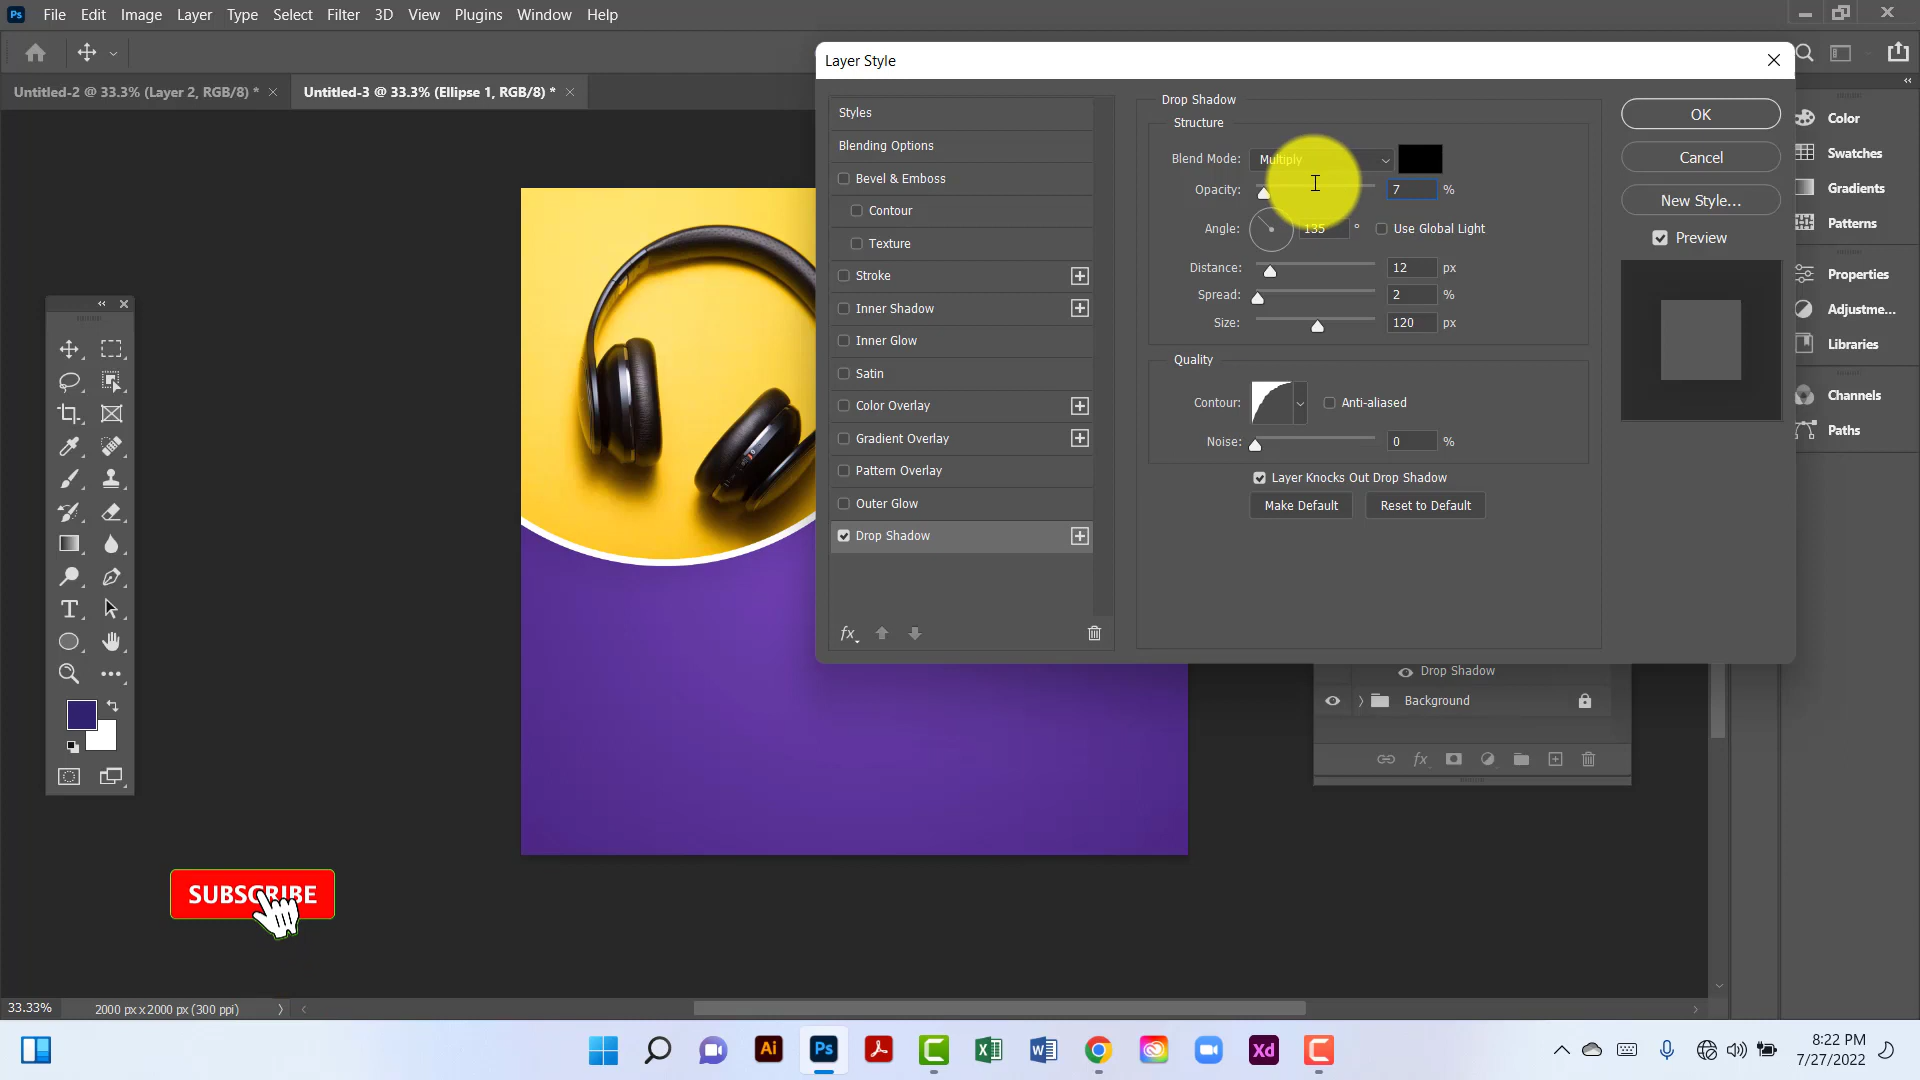 Ps File Edit Image Layer Type Select Filter 3D View Plugins Window Help
Untitled-2 @ 33.3% (Layer 2, RGB/8) *
Untitled-3 @ 33.3% (Ellipse 1, RGB/8) *
Layer Style
Styles
Blending Options
Bevel & Emboss
Contour
Texture
Stroke
Inner Shadow
Inner Glow
Satin
Color Overlay
Gradient Overlay
Pattern Overlay
Outer Glow
Drop Shadow
fx
Drop Shadow
Structure
Blend Mode: Multiply
Opacity: 7 %
Angle: 135 ° Use Global Light
Distance: 12 px
Spread: 2 %
Size: 120 px
Quality
Contour: Anti-aliased
Noise: 0 %
Layer Knocks Out Drop Shadow
Make Default Reset to Default
OK
Cancel
New Style...
Preview
Color
Swatches
Gradients
Patterns
Properties
Adjustme...
Libraries
Channels
Paths
Drop Shadow
Background
fx
T
SUBSCRIBE
33.33% 2000 px x 2000 px (300 ppi)
Ai Ps Xd
8:22 PM
7/27/2022